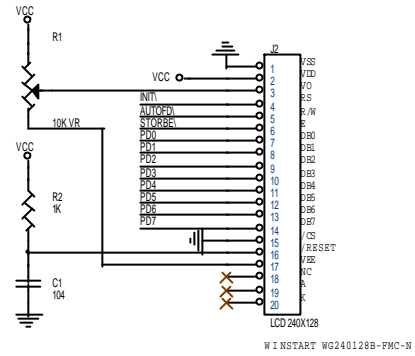 VCC
R1
10K VR
VCC
R2
1K
C1
104
VCC
INIT\
AUTOFD\
STORBE\
PD0
PD1
PD2
PD3
PD4
PD5
PD6
PD7
J2
1 VSS
2 VDD
3 VO
4 RS
5 R/W
6 E
7 DB0
8 DB1
9 DB2
10 DB3
11 DB4
12 DB5
13 DB6
14 DB7
15 /CS
16 /RESET
17 VEE
18 NC
19 A
20 K
LCD 240X128
WINSTART WG240128B-FMC-N